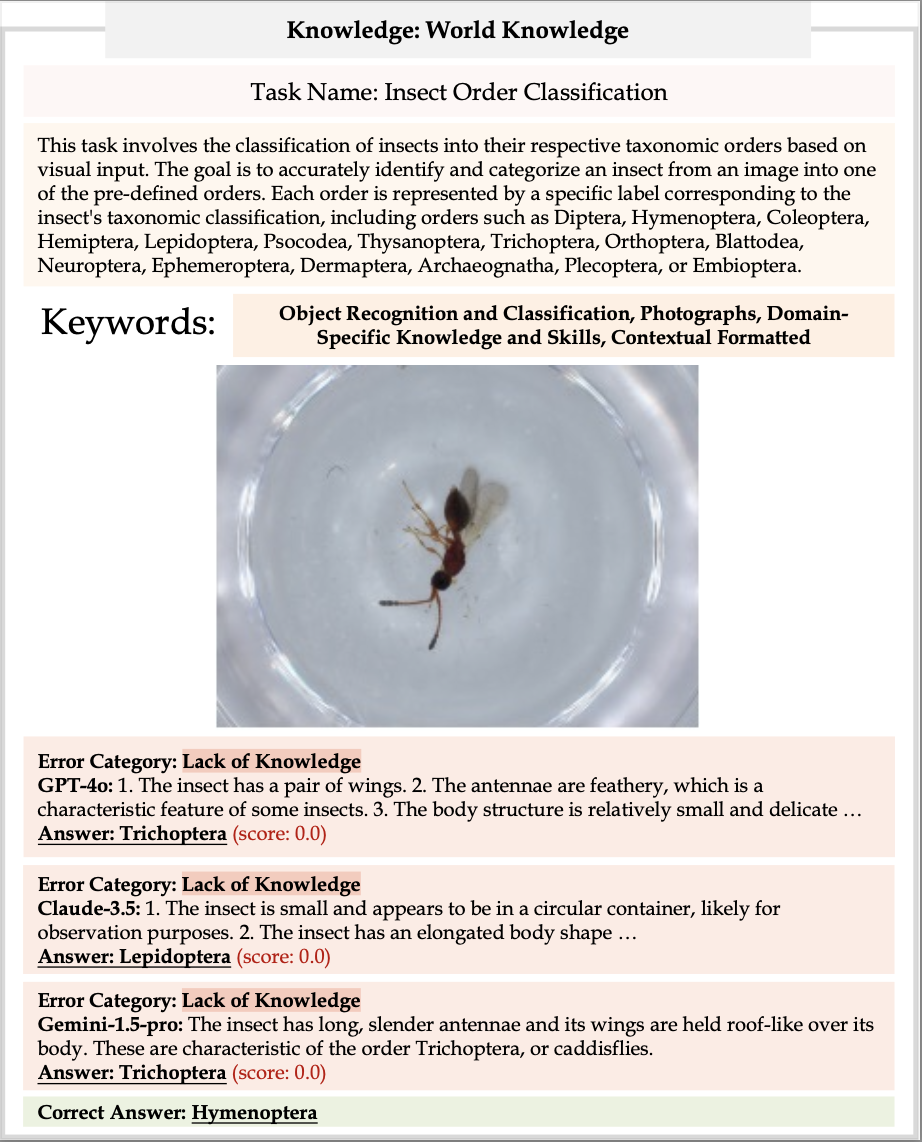 Knowledge: World Knowledge
Task Name: Insect Order Classification
This task involves the classification of insects into their respective taxonomic orders based on
visual input. The goal is to accurately identify and categorize an insect from an image into one
of the pre-defined orders. Each order is represented by a specific label corresponding to the
insect's taxonomic classification, including orders such as Diptera, Hymenoptera, Coleoptera,
Hemiptera, Lepidoptera, Psocodea, Thysanoptera, Trichoptera, Orthoptera, Blattodea,
Neuroptera, Ephemeroptera, Dermaptera, Archaeognatha, Plecoptera, or Embioptera.
Keywords:
Object Recognition and Classification, Photographs, Domain-
Specific Knowledge and Skills, Contextual Formatted
Error Category: Lack of Knowledge
GPT-4o: 1. The insect has a pair of wings. 2. The antennae are feathery, which is a
characteristic feature of some insects. 3. The body structure is relatively small and delicate …
Answer: Trichoptera (score: 0.0)
Error Category: Lack of Knowledge
Claude-3.5: 1. The insect is small and appears to be in a circular container, likely for
observation purposes. 2. The insect has an elongated body shape …
Answer: Lepidoptera (score: 0.0)
Error Category: Lack of Knowledge
Gemini-1.5-pro: The insect has long, slender antennae and its wings are held roof-like over its
body. These are characteristic of the order Trichoptera, or caddisflies.
Answer: Trichoptera (score: 0.0)
Correct Answer: Hymenoptera